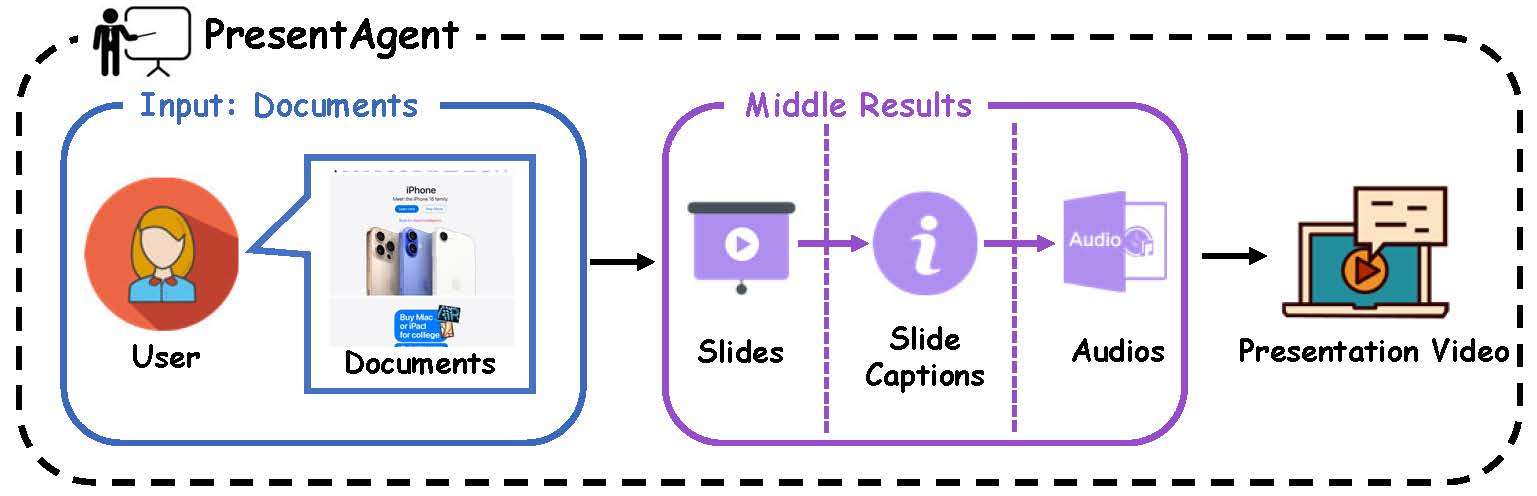 PresentAgent
Input: Documents
Middle Results
iPhone
Meet the iPhone 16 family.
Buy Mac
or iPad
for college
User
Documents
Audio
Slides
Slide
Captions
Audios
Presentation Video